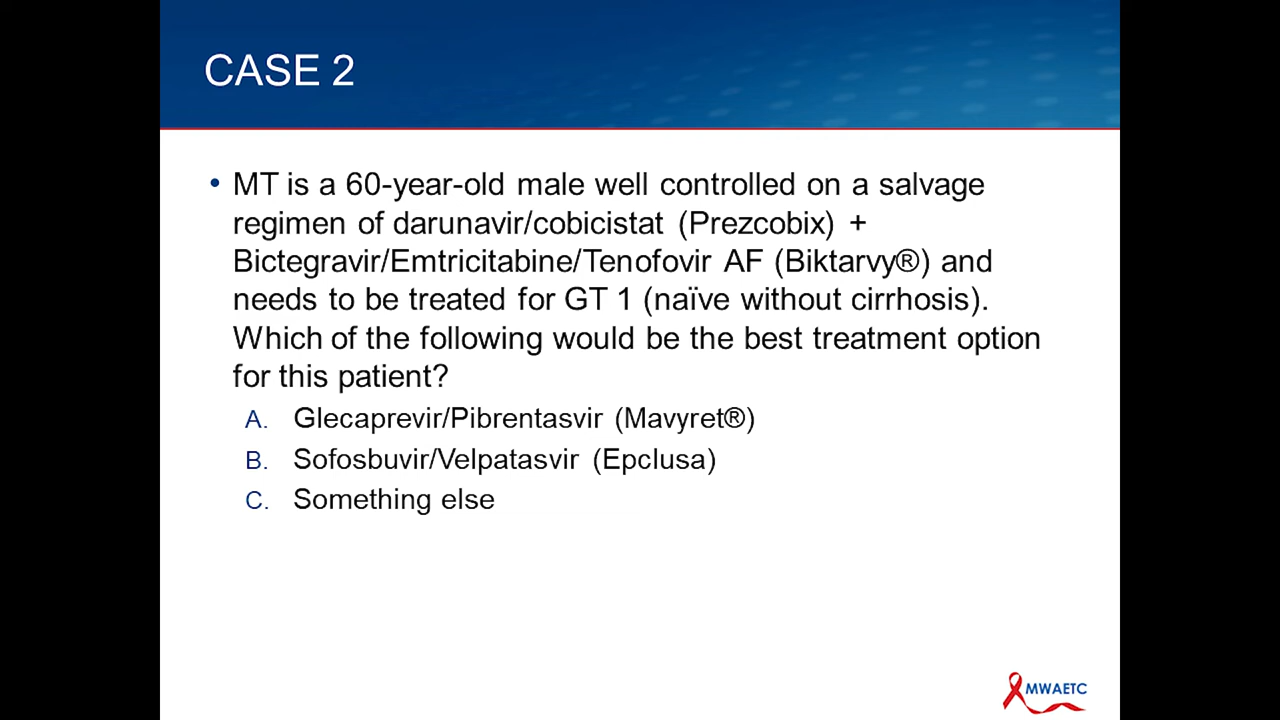 CASE 2
• MT is a 60-year-old male well controlled on a salvage
regimen of darunavir/cobicistat (Prezcobix) +
Bictegravir/Emtricitabine/Tenofovir AF (Biktarvy®) and
needs to be treated for GT 1 (naïve without cirrhosis).
Which of the following would be the best treatment option
for this patient?
A. Glecaprevir/Pibrentasvir (Mavyret®)
B. Sofosbuvir/Velpatasvir (Epclusa)
C. Something else
MWAETC